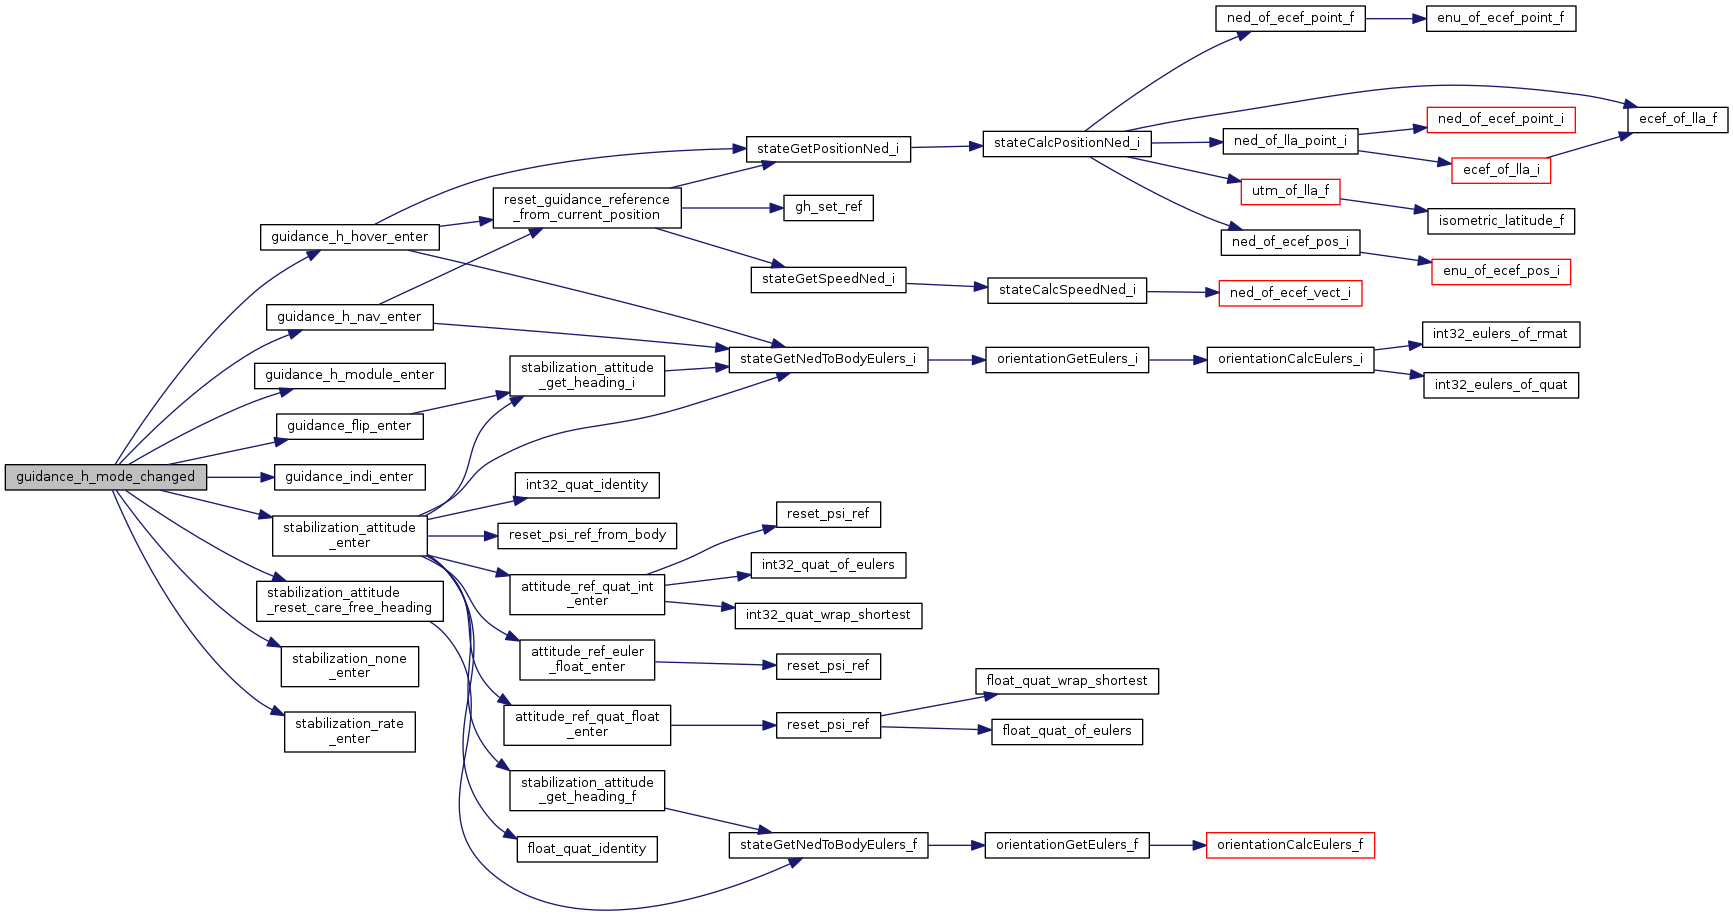 guidance_h_mode_changed
guidance_h_hover_enter
guidance_h_nav_enter
guidance_h_module_enter
guidance_flip_enter
guidance_indi_enter
stabilization_attitude
_enter
stabilization_attitude
_reset_care_free_heading
stabilization_none
_enter
stabilization_rate
_enter
reset_guidance_reference
_from_current_position
stabilization_attitude
_get_heading_i
int32_quat_identity
reset_psi_ref_from_body
attitude_ref_quat_int
_enter
attitude_ref_euler
_float_enter
attitude_ref_quat_float
_enter
stabilization_attitude
_get_heading_f
float_quat_identity
stateGetPositionNed_i
gh_set_ref
stateGetSpeedNed_i
stateGetNedToBodyEulers_i
reset_psi_ref
int32_quat_of_eulers
int32_quat_wrap_shortest
reset_psi_ref
reset_psi_ref
stateGetNedToBodyEulers_f
stateCalcPositionNed_i
stateCalcSpeedNed_i
orientationGetEulers_i
float_quat_wrap_shortest
float_quat_of_eulers
orientationGetEulers_f
ned_of_ecef_point_f
ned_of_lla_point_i
utm_of_lla_f
ned_of_ecef_pos_i
ned_of_ecef_vect_i
orientationCalcEulers_i
orientationCalcEulers_f
enu_of_ecef_point_f
ned_of_ecef_point_i
ecef_of_lla_i
isometric_latitude_f
enu_of_ecef_pos_i
int32_eulers_of_rmat
int32_eulers_of_quat
ecef_of_lla_f